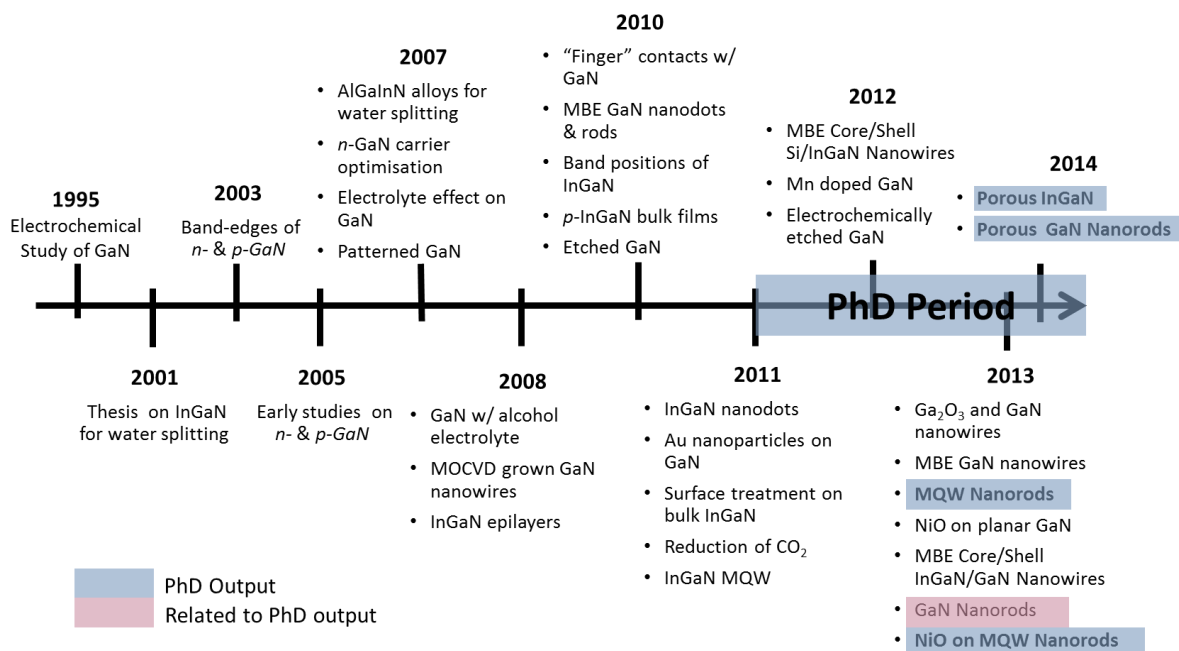 1995
Electrochemical
Study of GaN
2001
Thesis on InGaN
for water splitting
2003
Band-edges of
n- & p-GaN
2005
Early studies on
n- & p-GaN
2007
• AlGaInN alloys for
water splitting
• n-GaN carrier
optimisation
• Electrolyte effect on
GaN
• Patterned GaN
2008
• GaN w/ alcohol
electrolyte
• MOCVD grown GaN
nanowires
• InGaN epilayers
2010
• “Finger” contacts w/
GaN
• MBE GaN nanodots
& rods
• Band positions of
InGaN
• p-InGaN bulk films
• Etched GaN
2011
• InGaN nanodots
• Au nanoparticles on
GaN
• Surface treatment on
bulk InGaN
• Reduction of CO₂
• InGaN MQW
2012
• MBE Core/Shell
Si/InGaN Nanowires
• Mn doped GaN
• Electrochemically
etched GaN
2013
• Ga₂O₃ and GaN
nanowires
• MBE GaN nanowires
• MQW Nanorods
• NiO on planar GaN
• MBE Core/Shell
InGaN/GaN Nanowires
• GaN Nanorods
• NiO on MQW Nanorods
2014
• Porous InGaN
• Porous GaN Nanorods
PhD Period
PhD Output
Related to PhD output